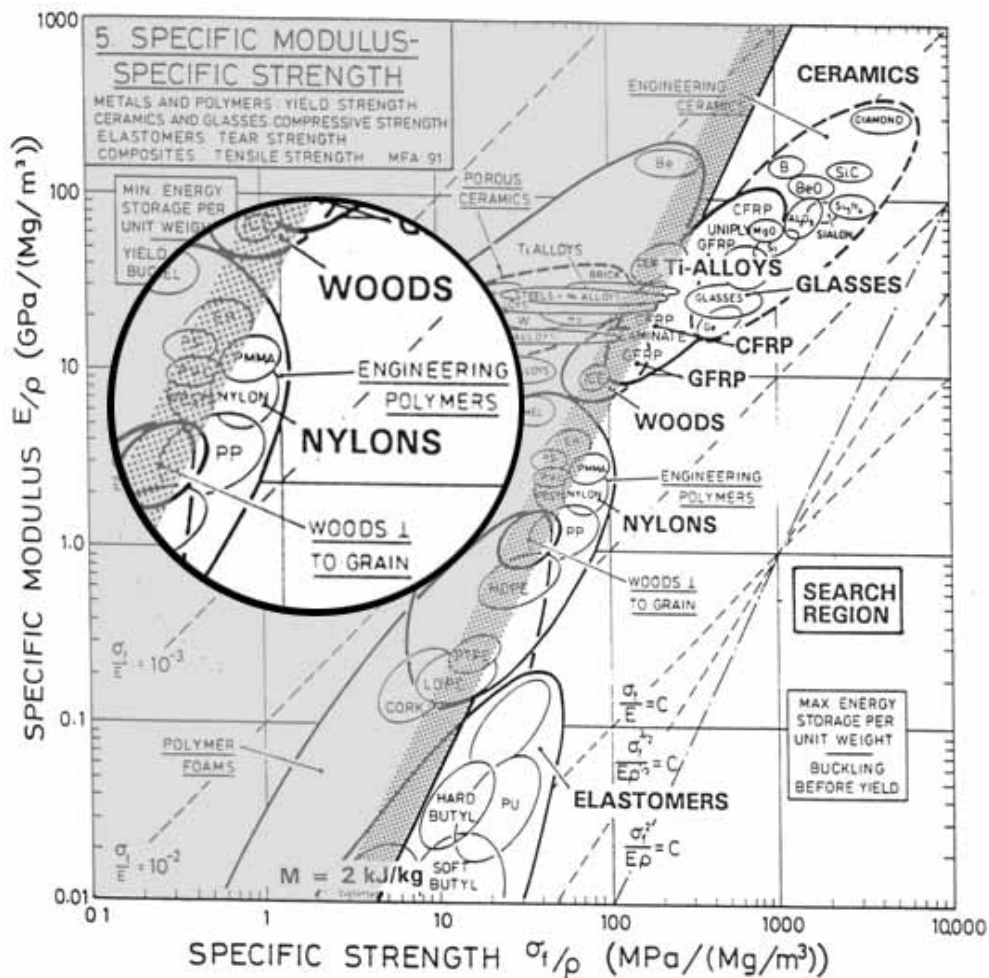 1000
5. SPECIFIC MODULUS-
SPECIFIC STRENGTH
METALS AND POLYMERS: YIELD STRENGTH
CERAMICS AND GLASSES: COMPRESSIVE STRENGTH
ELASTOMERS TEAR STRENGTH
COMPOSITES TENSILE STRENGTH MFA 91
CERAMICS
ENGINEERING
CERAMICS
DIAMOND
B
SiC
BeO
SIALON
Be
POROUS
CERAMICS
100
MIN. ENERGY
STORAGE PER
UNIT WEIGHT
YIELD
CFRP
UNIPLY
GFRP
MgO
Ti ALLOYS
BRICK
Ti-ALLOYS
GLASSES
GLASSES
Ge
W
CFRP
GFRP
GFRP
WOODS
10
PMMA
NYLON
PP
ENGINEERING
POLYMERS
NYLONS
WOODS ⊥
TO GRAIN
HDPE
PTFE
LDPE
CORK
WOODS
PMMA
NYLON
PP
ENGINEERING
POLYMERS
NYLONS
WOODS ⊥
TO GRAIN
1.0
SEARCH
REGION
σf/E = 10⁻³
0.1
POLYMER
FOAMS
σf/E = C
MAX ENERGY
STORAGE PER
UNIT WEIGHT
BUCKLING
BEFORE YIELD
HARD
BUTYL
PU
ELASTOMERS
= C
= C
= 10⁻²
M = 2 kJ/kg
SOFT
BUTYL
0.01
0.1
1
10
100
1000
10,000
SPECIFIC MODULUS E/ρ (GPa/(Mg/m³))
SPECIFIC STRENGTH σf/ρ (MPa/(Mg/m³))